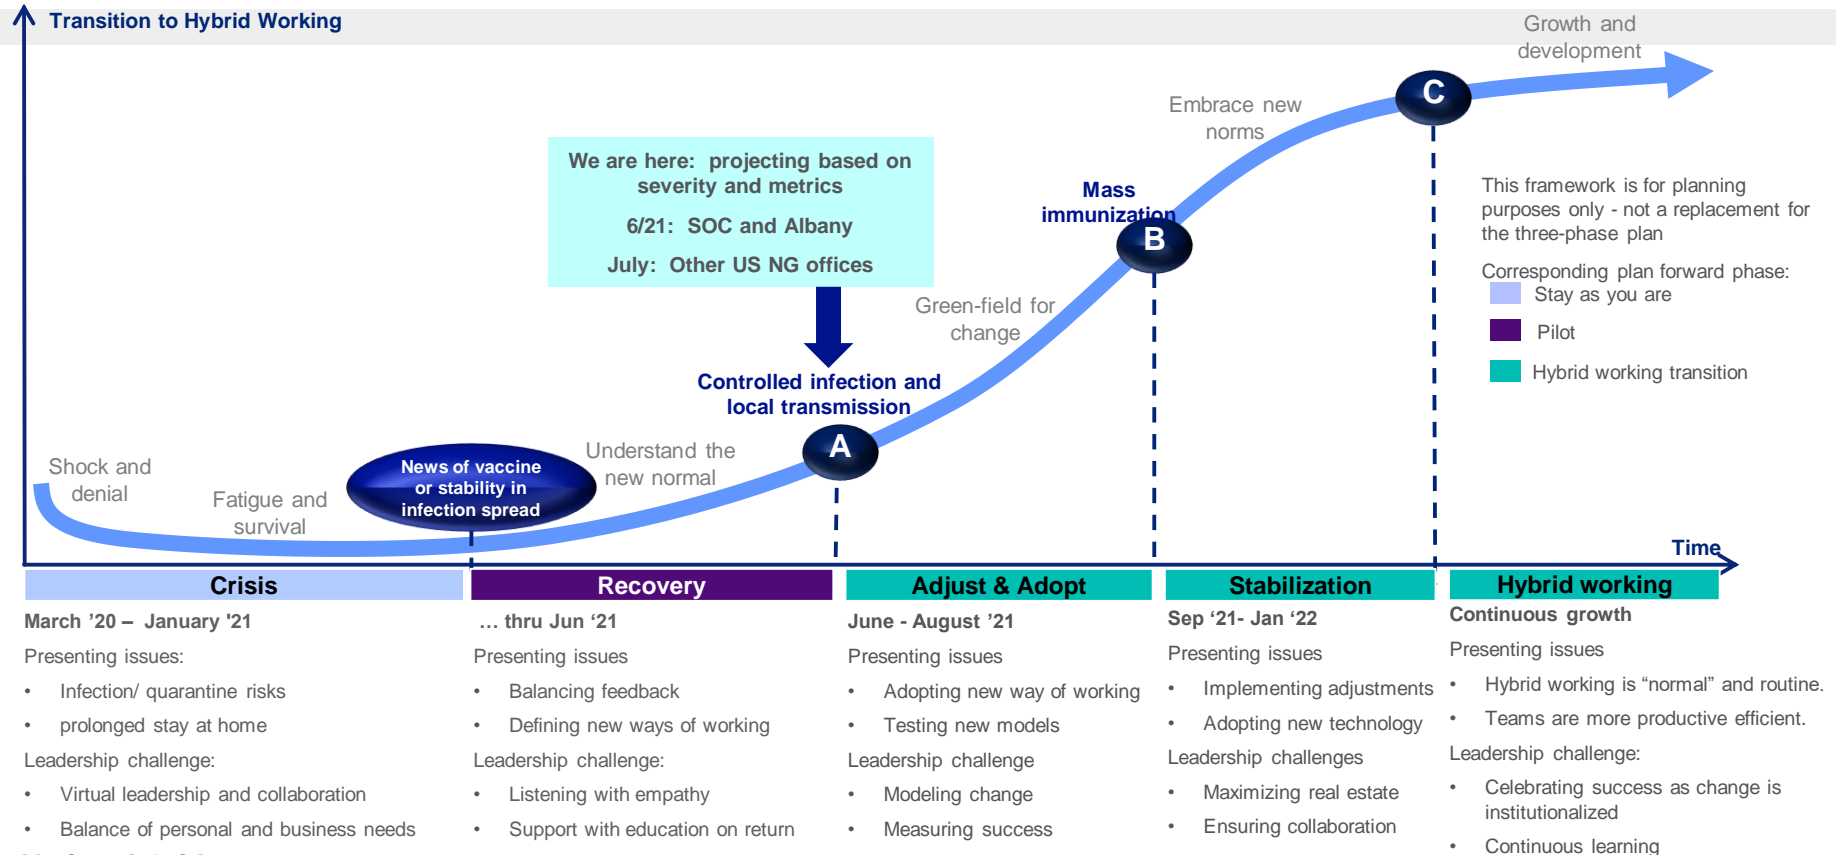 Transition to Hybrid Working
Growth and
development
C
Embrace new
norms
We are here: projecting based on
severity and metrics
6/21: SOC and Albany
July: Other US NG offices
Mass
immunization
B
This framework is for planning
purposes only - not a replacement for
the three-phase plan
Corresponding plan forward phase:
Stay as you are
Pilot
Hybrid working transition
Green-field for
change
Controlled infection and
local transmission
A
Understand the
new normal
News of vaccine
or stability in
infection spread
Shock and
denial
Fatigue and
survival
Time
Crisis
March ’20 – January '21
Presenting issues:
• Infection/ quarantine risks
• prolonged stay at home
Leadership challenge:
• Virtual leadership and collaboration
• Balance of personal and business needs
Recovery
… thru Jun ‘21
Presenting issues
• Balancing feedback
• Defining new ways of working
Leadership challenge:
• Listening with empathy
• Support with education on return
Adjust & Adopt
June - August ’21
Presenting issues
• Adopting new way of working
• Testing new models
Leadership challenge
• Modeling change
• Measuring success
Stabilization
Sep ‘21- Jan ‘22
Presenting issues
• Implementing adjustments
• Adopting new technology
Leadership challenges
• Maximizing real estate
• Ensuring collaboration
Hybrid working
Continuous growth
Presenting issues
• Hybrid working is “normal” and routine.
• Teams are more productive efficient.
Leadership challenge:
• Celebrating success as change is
institutionalized
• Continuous learning